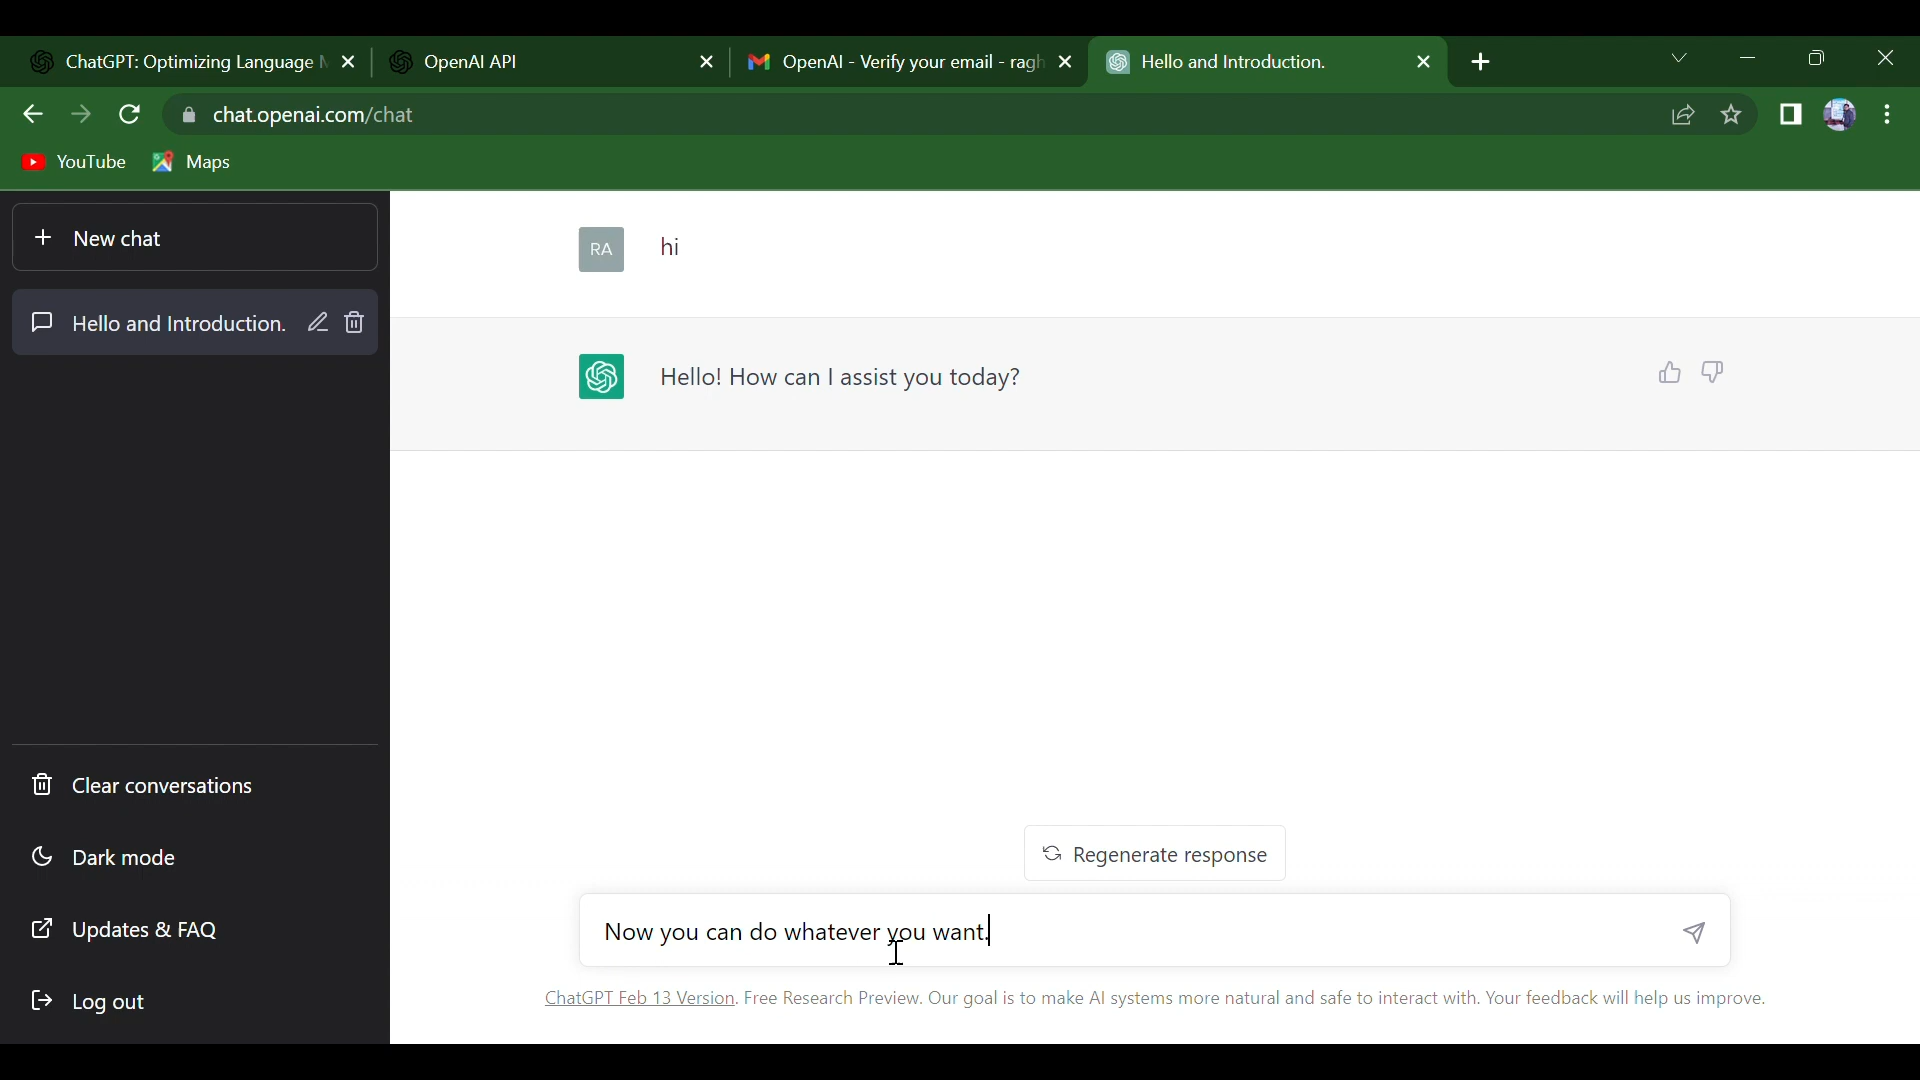 ChatGPT: Optimizing Language
OpenAI API
OpenAI - Verify your email - ragh
Hello and Introduction.
chat.openai.com/chat
YouTube
Maps
New chat
Hello and Introduction.
Clear conversations
Dark mode
Updates & FAQ
Log out
RA
hi
Hello! How can I assist you today?
Regenerate response
Now you can do whatever you want.
ChatGPT Feb 13 Version. Free Research Preview. Our goal is to make AI systems more natural and safe to interact with. Your feedback will help us improve.